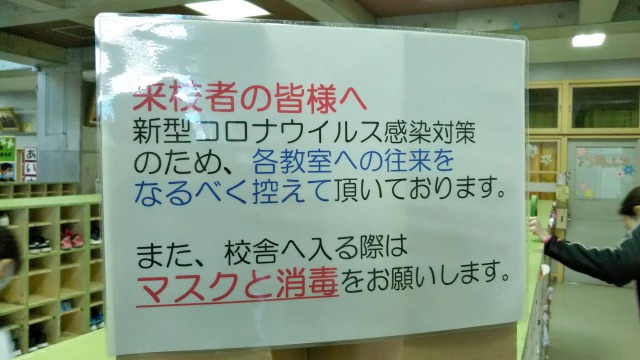 来校者の皆様へ
新型コロナウイルス感染対策
のため、各教室への往来を
なるべく控えて頂いております。
また、校舎へ入る際は
マスクと消毒をお願いします。